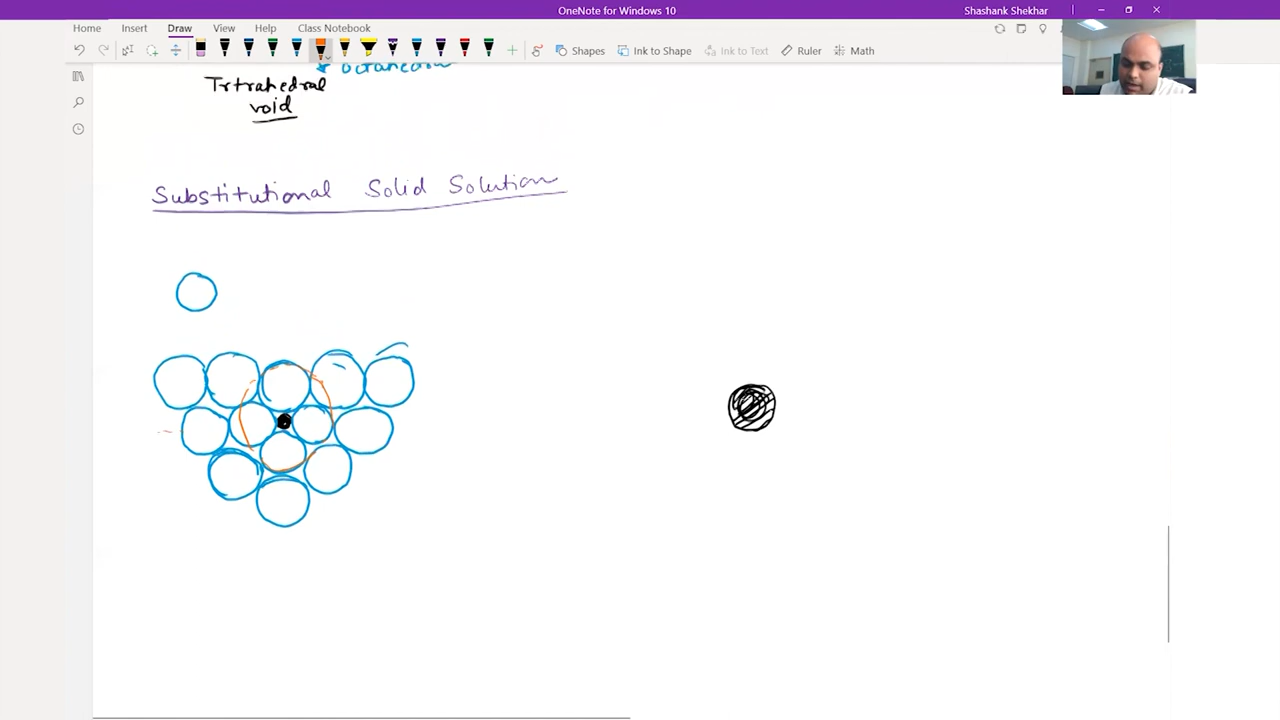 OneNote for Windows 10
Shashank Shekhar
Home Insert Draw View Help Class Notebook
Shapes Ink to Shape Ink to Text Ruler Math
Trtrahedral
void
Substitutional Solid Solution